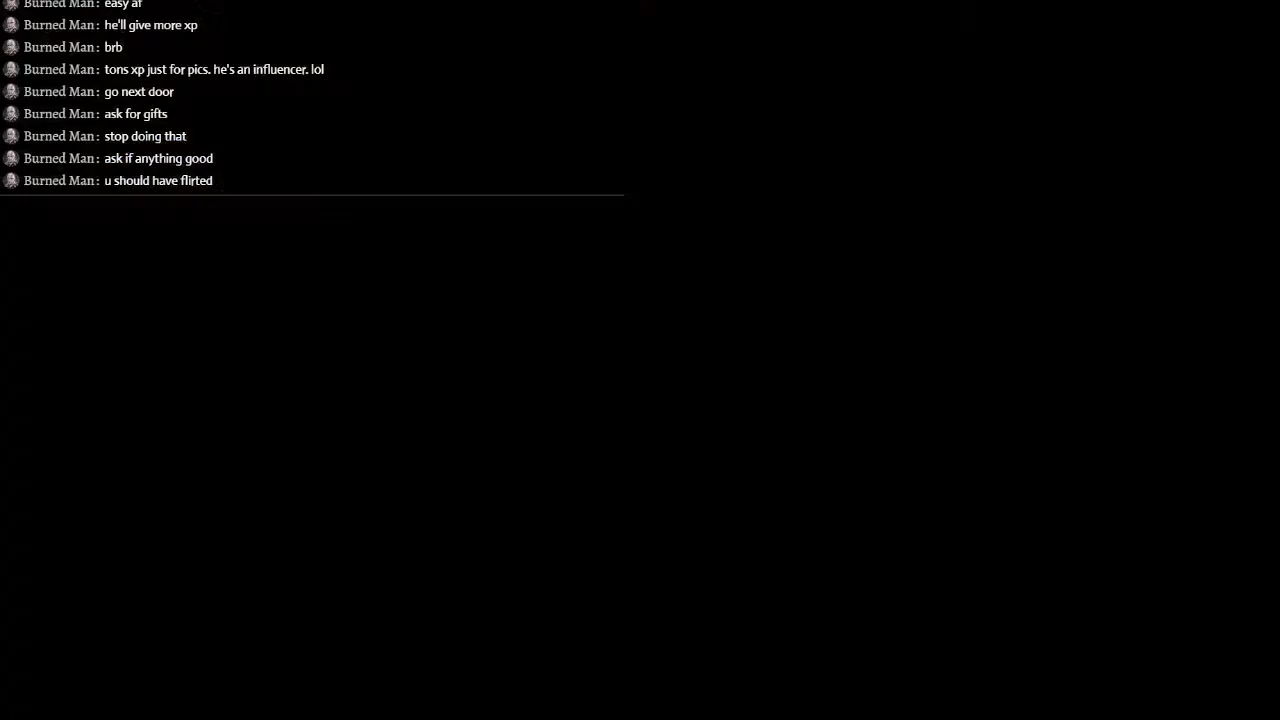 Burned Man: easy af
Burned Man: he'll give more xp
Burned Man: brb
Burned Man: tons xp just for pics. he's an influencer. lol
Burned Man: go next door
Burned Man: ask for gifts
Burned Man: stop doing that
Burned Man: ask if anything good
Burned Man: u should have flirted